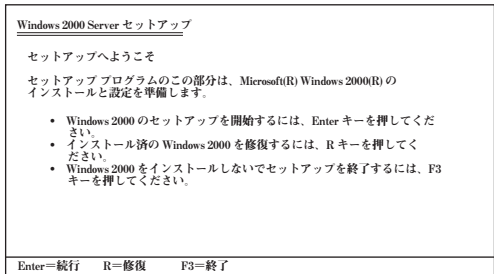 Windows 2000 Server セットアップ
セットアップへようこそ
セットアップ プログラムのこの部分は、Microsoft(R) Windows 2000(R) の
インストールと設定を準備します。
• Windows 2000 のセットアップを開始するには、Enter キーを押してくだ
さい。
• インストール済の Windows 2000 を修復するには、R キーを押してく
ださい。
• Windows 2000 をインストールしないでセットアップを終了するには、F3
キーを押してください。
Enter＝続行 R＝修復 F3＝終了